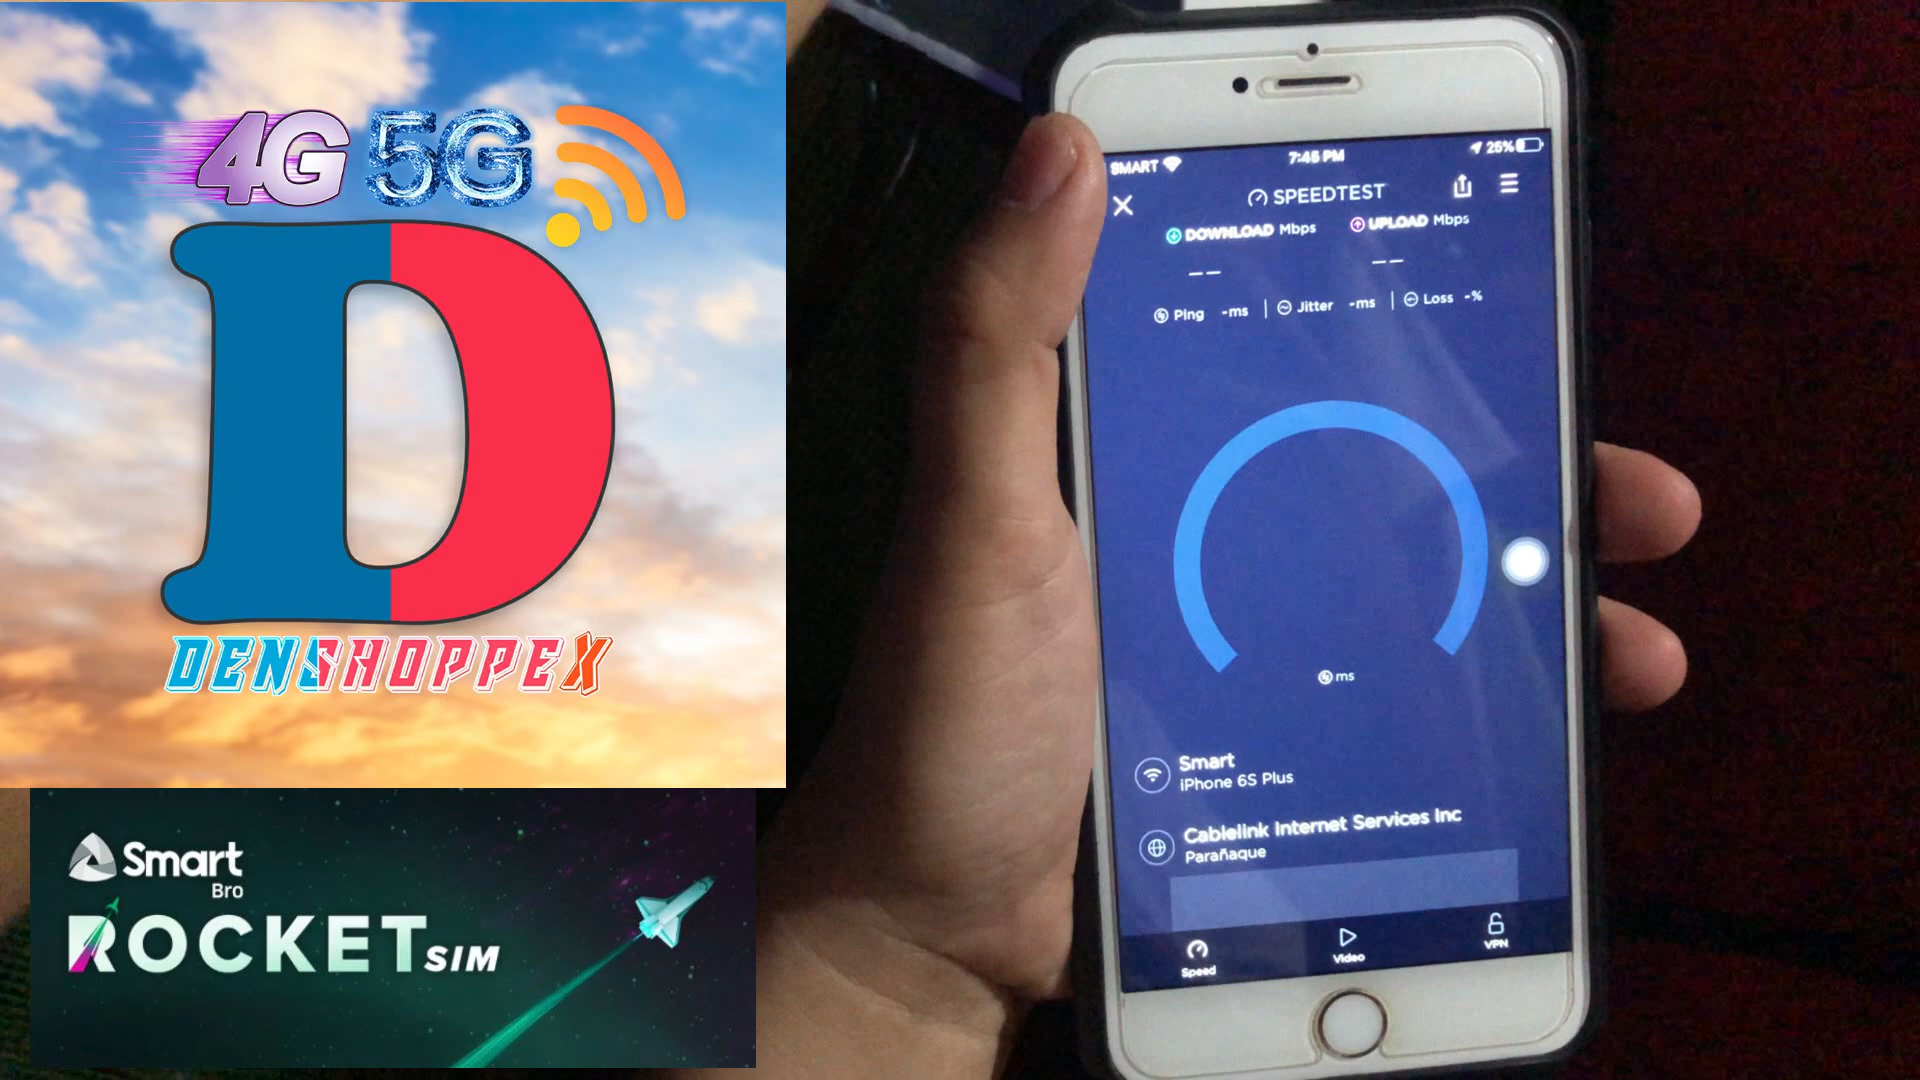 4G 5G
D
DENSHOPPEX
Smart
Bro
ROCKET SIM
SMART 7:45 PM 25%
SPEEDTEST
DOWNLOAD Mbps UPLOAD Mbps
-- --
Ping -ms Jitter -ms Loss -%
ms
Smart
iPhone 6S Plus
Cablelink Internet Services Inc
Parañaque
Speed Video VPN